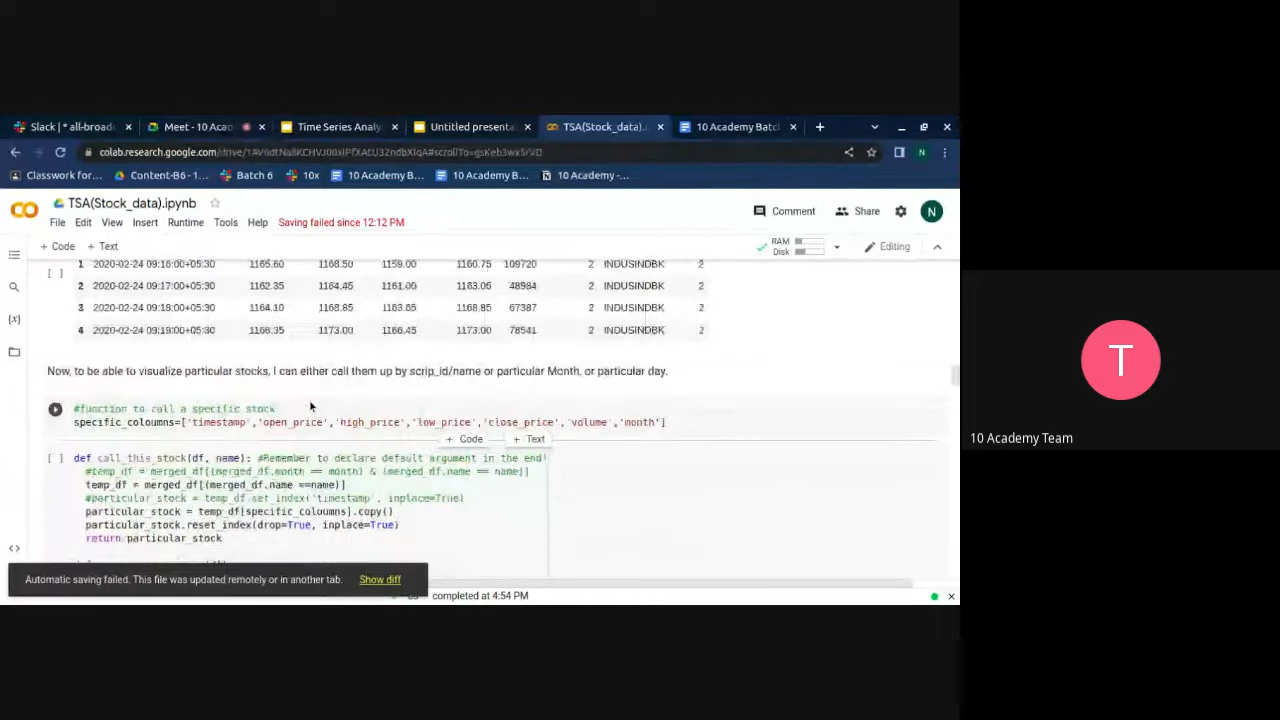 Slack | * all-broad
Meet - 10 Acad
Time Series Analy
Untitled presenta
TSA(Stock_data).i
10 Academy Batc
colab.research.google.com
Classwork for...
Content-B6 - 1...
Batch 6
10x
10 Academy B...
10 Academy B...
10 Academy -...
TSA(Stock_data).ipynb
File Edit View Insert Runtime Tools Help Saving failed since 12:12 PM
Comment Share N
+ Code + Text
RAM
Disk
Editing
1 2020-02-24 09:16:00+05:30 1165.60 1168.50 1159.00 1160.75 109720 2 INDUSINDBK 2
[ ]
2 2020-02-24 09:17:00+05:30 1162.35 1164.45 1161.00 1163.05 48984 2 INDUSINDBK 2
3 2020-02-24 09:18:00+05:30 1164.10 1168.85 1168.85 67387 2 INDUSINDBK 2
4 2020-02-24 09:19:00+05:30 1168.35 1173.00 1166.45 1173.00 78541 2 INDUSINDBK 2
Now, to be able to visualize particular stocks, I can either call them up by scrip_id/name or particular Month, or particular day.
#function to call a specific stock
specific_coloumns=['timestamp','open_price','high_price','low_price','close_price','volume','month']
+ Code + Text
[ ] def call_this_stock(df, name): #Remember to declare default argument in the end!
#temp_df = merged_df[(merged_df.month == month) & (merged_df.name == name)]
temp_df = merged_df[(merged_df.name ==name)]
#particular_stock = temp_df.set_index('timestamp', inplace=True)
particular_stock = temp_df[specific_coloumns].copy()
particular_stock.reset_index(drop=True, inplace=True)
return particular_stock
Automatic saving failed. This file was updated remotely or in another tab. Show diff
completed at 4:54 PM
T
10 Academy Team